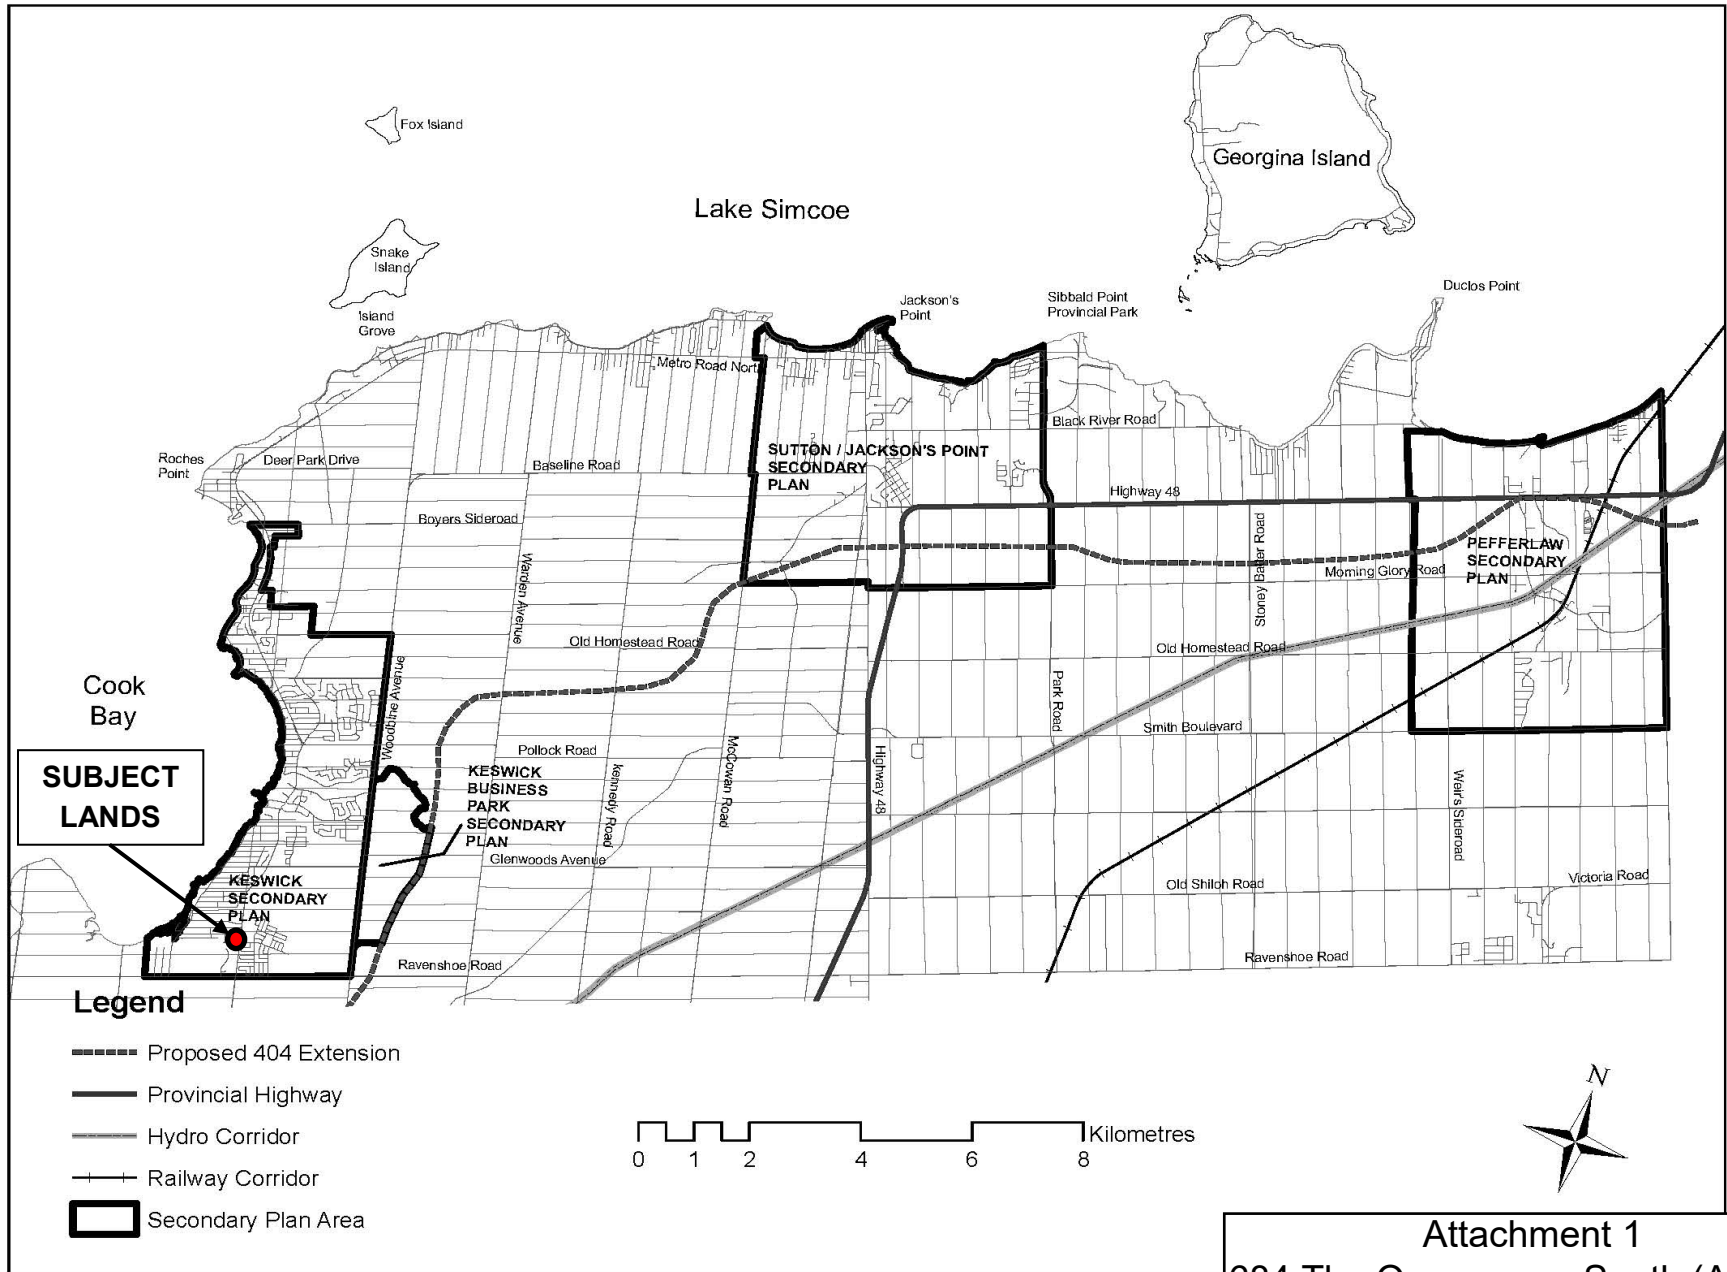 Fox Island
Georgina Island
Lake Simcoe
Snake
Island
Island
Grove
Jackson's
Point
Sibbald Point
Provincial Park
Duclos Point
Metro Road North
Black River Road
Roches
Point
Deer Park Drive
Baseline Road
SUTTON / JACKSON'S POINT
SECONDARY
PLAN
Highway 48
Boyers Sideroad
Warden Avenue
Stoney Batter Road
PEFFERLAW
SECONDARY
PLAN
Morning Glory Road
Old Homestead Road
Old Homestead Road
Cook
Bay
Woodbine Avenue
Park Road
Smith Boulevard
Pollock Road
SUBJECT
LANDS
KESWICK
BUSINESS
PARK
SECONDARY
PLAN
kennedy Road
McCowan Road
Highway 48
Weir's Sideroad
Glenwoods Avenue
KESWICK
SECONDARY
PLAN
Old Shiloh Road
Victoria Road
Ravenshoe Road
Ravenshoe Road
Legend
Proposed 404 Extension
Provincial Highway
Hydro Corridor
Railway Corridor
Secondary Plan Area
Kilometres
0 1 2 4 6 8
N
Attachment 1